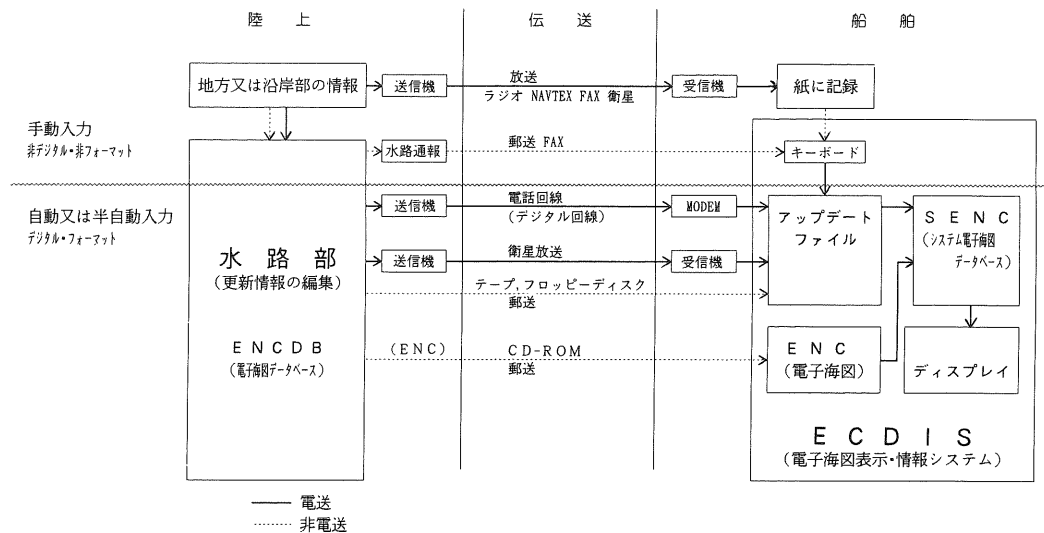 陸上
伝送
船舶
地方又は沿岸部の情報
送信機
放送
ラジオ NAVTEX FAX 衛星
受信機
紙に記録
手動入力
非デジタル・非フォーマット
水路通報
郵送 FAX
キーボード
自動又は半自動入力
デジタル・フォーマット
送信機
電話回線
(デジタル回線)
MODEM
アップデート
ファイル
SENC
(システム電子海図
データベース)
水路部
(更新情報の編集)
送信機
衛星放送
受信機
テープ,フロッピーディスク
郵送
ENCDB
(電子海図データベース)
(ENC)
CD-ROM
郵送
ENC
(電子海図)
ディスプレイ
ECDIS
(電子海図表示・情報システム)
電送
非電送